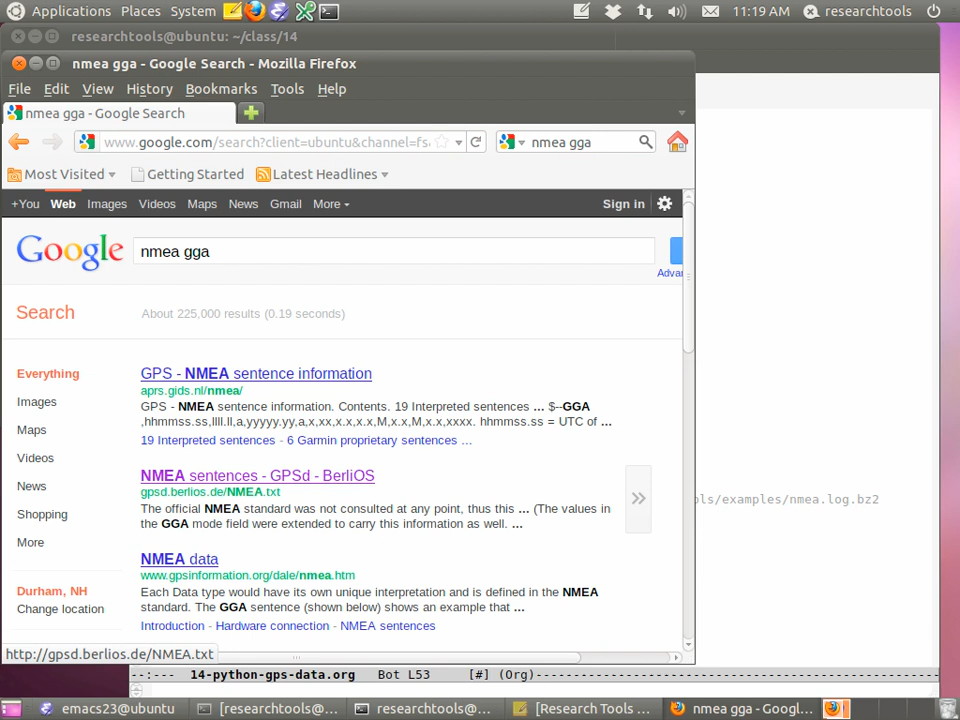 Applications Places System 11:19 AM researchtools
researchtools@ubuntu: ~/class/14
nmea gga - Google Search - Mozilla Firefox
File Edit View History Bookmarks Tools Help
nmea gga - Google Search
www.google.com/search?client=ubuntu&channel=fs nmea gga
Most Visited Getting Started Latest Headlines
+You Web Images Videos Maps News Gmail More Sign in
Google nmea gga
Advan
Search About 225,000 results (0.19 seconds)
Everything
Images
Maps
Videos
News
Shopping
More
Durham, NH
Change location
GPS - NMEA sentence information
aprs.gids.nl/nmea/
GPS - NMEA sentence information. Contents. 19 Interpreted sentences ... $--GGA
,hhmmss.ss,llll.ll,a,yyyyy.yy,a,x,xx,x.x,x.x,M,x.x,M,x.x,xxxx. hhmmss.ss = UTC of ...
19 Interpreted sentences - 6 Garmin proprietary sentences ...
NMEA sentences - GPSd - BerliOS
gpsd.berlios.de/NMEA.txt
The official NMEA standard was not consulted at any point, thus this ... (The values in
the GGA mode field were extended to carry this information as well. ...
NMEA data
www.gpsinformation.org/dale/nmea.htm
Each Data type would have its own unique interpretation and is defined in the NMEA
standard. The GGA sentence (shown below) shows an example that ...
Introduction - Hardware connection - NMEA sentences
ols/examples/nmea.log.bz2
http://gpsd.berlios.de/NMEA.txt
--:--- 14-python-gps-data.org Bot L53 [#] (Org)
emacs23@ubuntu [researchtools@... researchtools@... [Research Tools ... nmea gga - Googl...